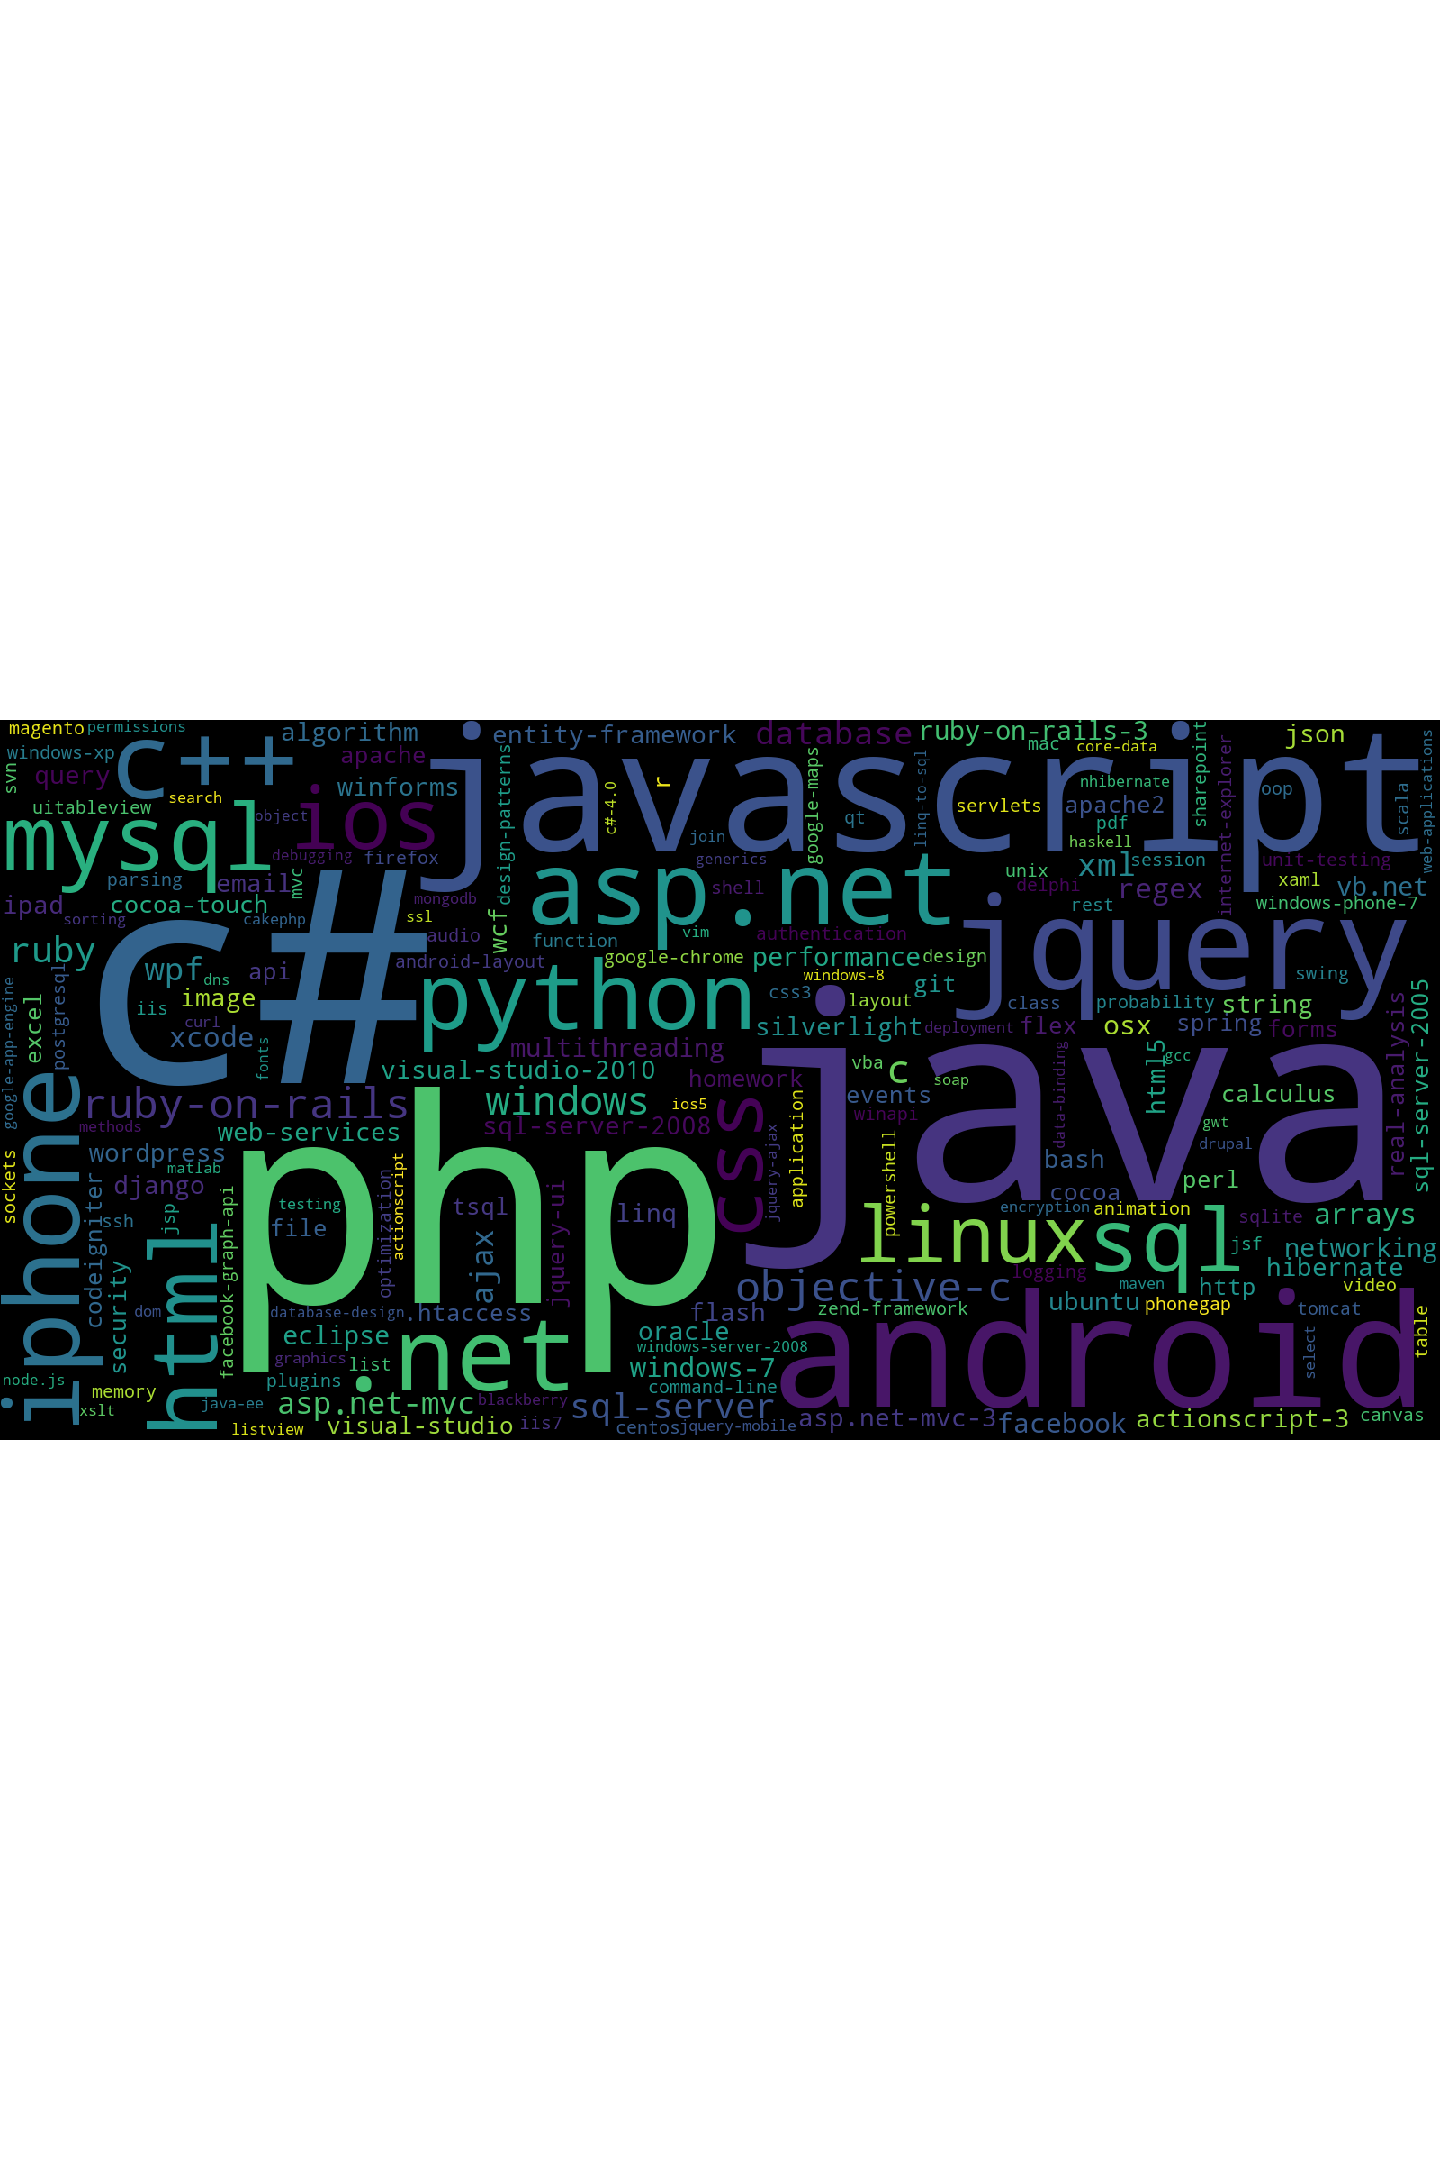 magento
permissions
c++
algorithm
javascript
entity-framework
database
ruby-on-rails-3
mac
core-data
sharepoint
json
web-applications
windows-xp
svn
query
apache
winforms
design-patterns
c#-4.0
r
google-maps
linq-to-sql
servlets
nhibernate
apache2
internet-explorer
oop
scala
search
uitableview
mysql
object
ios
debugging
firefox
join
generics
qt
pdf
haskell
unit-testing
parsing
email
mvc
c#
asp.net
shell
unix
delphi
xml
session
regex
xaml
vb.net
ipad
sorting
cocoa-touch
cakephp
mongodb
ssl
audio
wcf
function
vim
authentication
rest
windows-phone-7
jquery
ruby
wpf
dns
api
android-layout
google-chrome
performance
design
windows-8
swing
google-app-engine
excel
postgresql
iis
image
curl
xcode
fonts
python
css3
layout
git
class
probability
string
silverlight
deployment
flex
osx
spring
forms
real-analysis
sql-server-2005
multithreading
visual-studio-2010
java
homework
vba
c
soap
data-binding
html5
gcc
iphone
ruby-on-rails
methods
php
windows
ios5
css
events
winapi
calculus
gwt
drupal
sql-server-2008
web-services
wordpress
matlab
sockets
django
codeigniter
ssh
jsp
html
facebook-graph-api
testing
file
optimization
actionscript
tsql
ajax
jquery-ui
linq
jquery-ajax
application
powershell
bash
cocoa
perl
encryption
animation
linux
sql
sqlite
arrays
jsf
networking
logging
maven
http
hibernate
video
security
dom
database-design
.htaccess
flash
objective-c
zend-framework
ubuntu
phonegap
tomcat
table
eclipse
.net
oracle
windows-server-2008
android
select
graphics
list
windows-7
node.js
memory
plugins
command-line
xslt
java-ee
asp.net-mvc
blackberry
sql-server
listview
visual-studio
iis7
centos
jquery-mobile
asp.net-mvc-3
facebook
actionscript-3
canvas